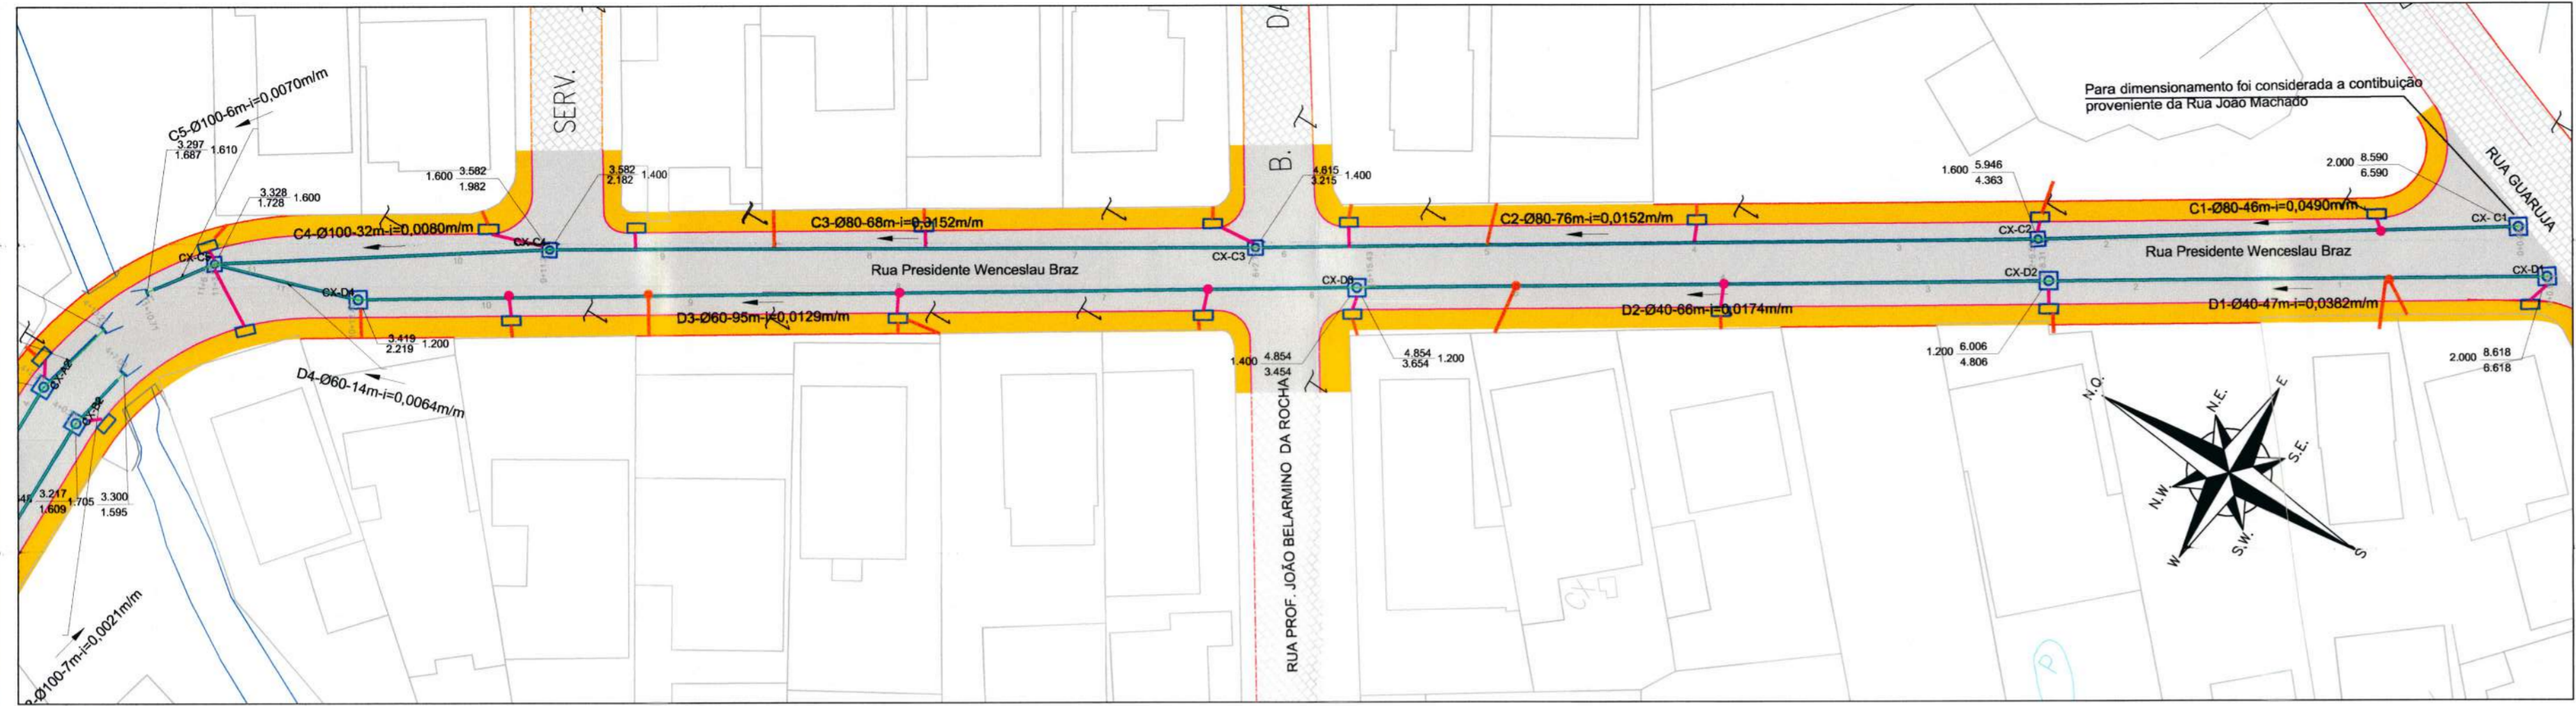 C5-Ø100-6m-i=0,0070m/m
3.297
1.687
1.610
3.328
1.728
1.600
C4-Ø100-32m-i=0,0080m/m
SERV.
1.600
3.582
1.982
3.582
2.182
1.400
CX-C4
C3-Ø80-68m-i=0,0152m/m
B.
4.615
3.215
1.400
CX-C3
C2-Ø80-76m-i=0,0152m/m
1.600
5.946
4.363
CX-C2
Para dimensionamento foi considerada a contibuição
proveniente da Rua João Machado
C1-Ø80-46m-i=0,0490m/m
2.000
8.590
6.590
CX- C1
RUA GUARUJA
CX-C5
Rua Presidente Wenceslau Braz
Rua Presidente Wenceslau Braz
CX-D4
3.419
2.219
1.200
D4-Ø60-14m-i=0,0064m/m
D3-Ø60-95m-i=0,0129m/m
CX-D3
1.400
4.854
3.454
4.854
3.654
1.200
D2-Ø40-66m-i=0,0174m/m
CX-D2
1.200
6.006
4.806
D1-Ø40-47m-i=0,0382m/m
CX-D1
2.000
8.618
6.618
CX-A2
CX-B2
3.217
1.609
1.705
3.300
1.595
Ø100-7m-i=0,0021m/m
RUA PROF. JOÃO BELARMINO DA ROCHA
N.O.
N.E.
E
S.E.
S
S.W.
W
N.W.
CX
P